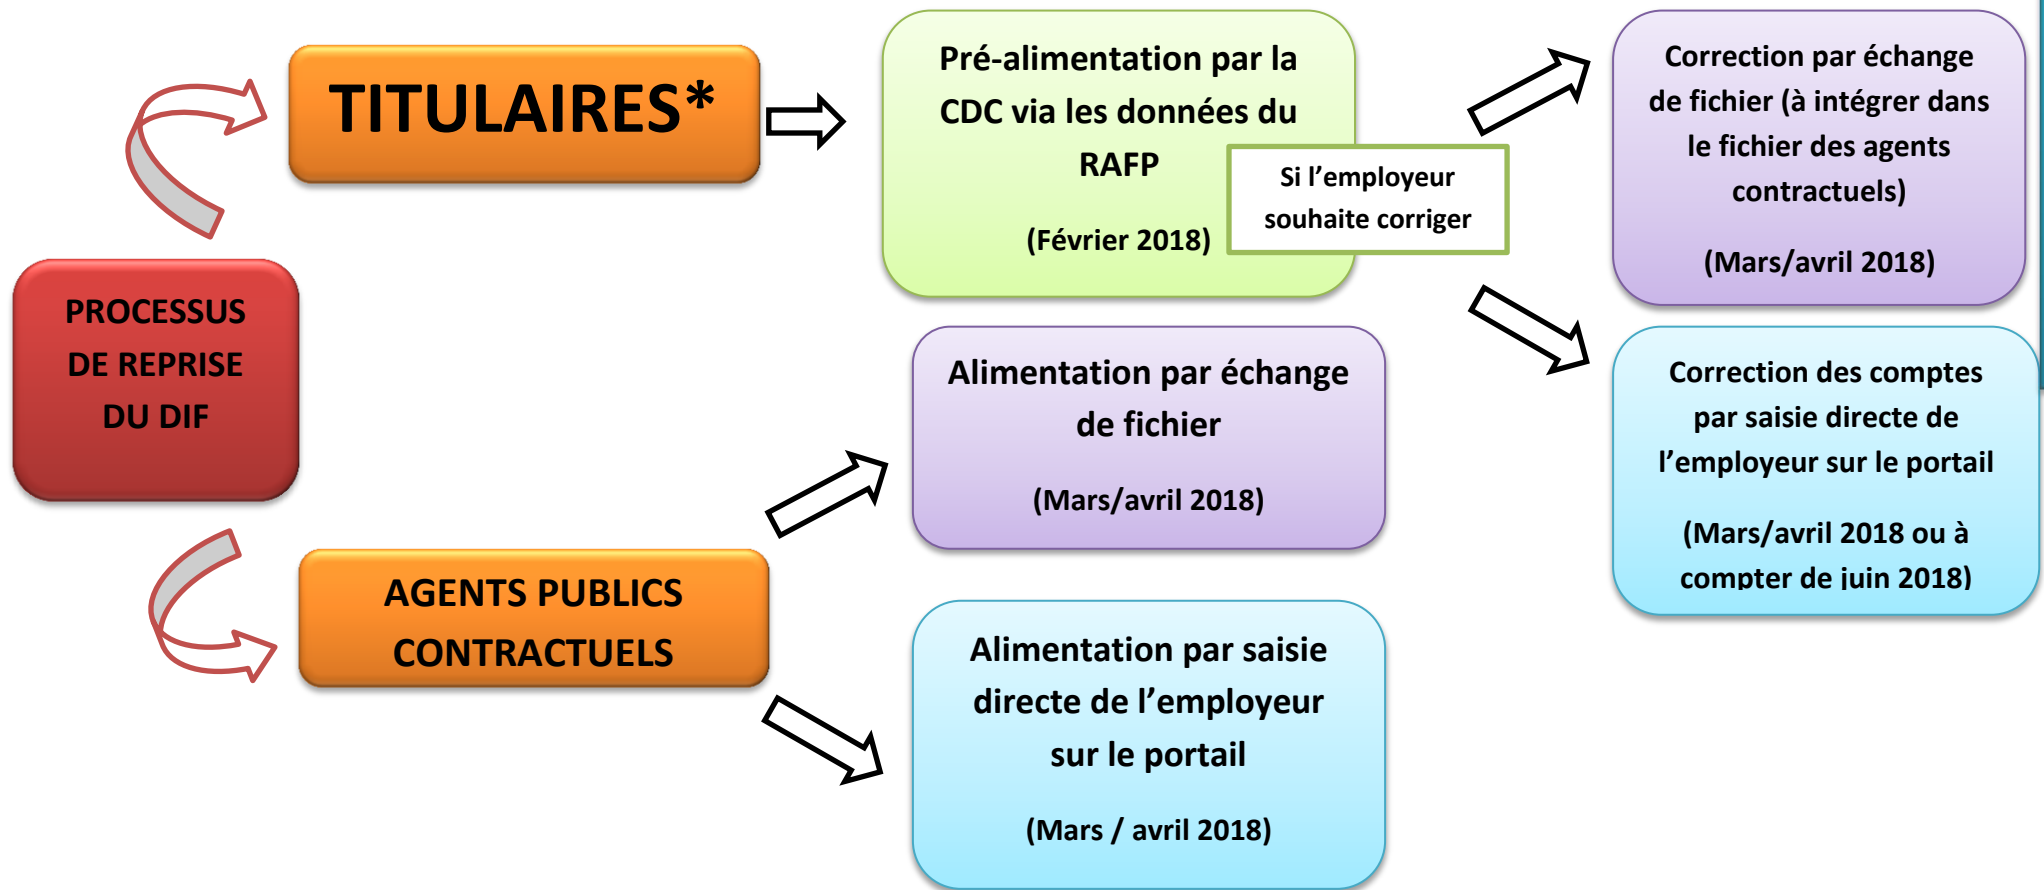 PROCESSUS
DE REPRISE
DU DIF
TITULAIRES*
Pré-alimentation par la
CDC via les données du
RAFP
(Février 2018)
Si l’employeur
souhaite corriger
Correction par échange
de fichier (à intégrer dans
le fichier des agents
contractuels)
(Mars/avril 2018)
Correction des comptes
par saisie directe de
l’employeur sur le portail
(Mars/avril 2018 ou à
compter de juin 2018)
AGENTS PUBLICS
CONTRACTUELS
Alimentation par échange
de fichier
(Mars/avril 2018)
Alimentation par saisie
directe de l’employeur
sur le portail
(Mars / avril 2018)